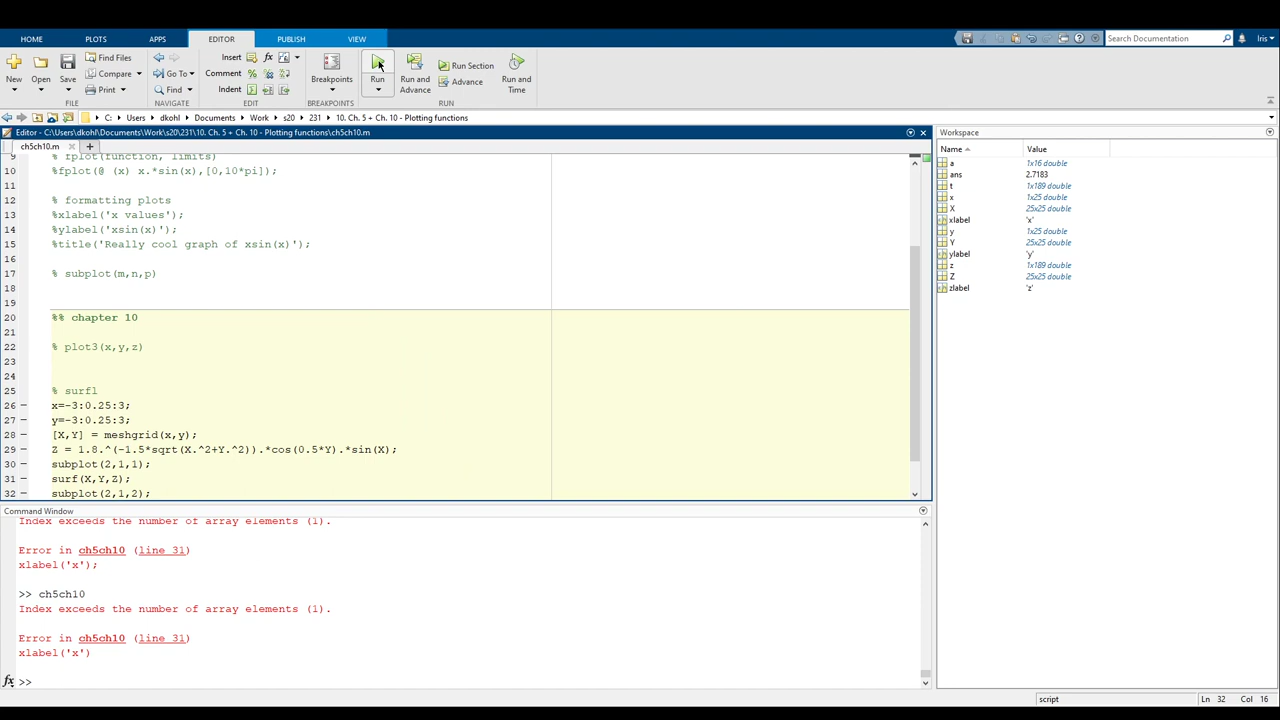 HOME PLOTS APPS EDITOR PUBLISH VIEW Search Documentation Iris
New Open Save Find Files Compare Print
Go To Find
Insert fx
Comment
Indent
Breakpoints Run Run and Advance Run Section Advance Run and Time
FILE NAVIGATE EDIT BREAKPOINTS RUN
C: Users dkohl Documents Work s20 231 10. Ch. 5 + Ch. 10 - Plotting functions
Editor - C:\Users\dkohl\Documents\Work\s20\231\10. Ch. 5 + Ch. 10 - Plotting functions\ch5ch10.m
ch5ch10.m
9 % fplot(function, limits)
10 %fplot(@ (x) x.*sin(x),[0,10*pi]);
11
12 % formatting plots
13 %xlabel('x values');
14 %ylabel('xsin(x)');
15 %title('Really cool graph of xsin(x)');
16
17 % subplot(m,n,p)
18
19
20 %% chapter 10
21
22 % plot3(x,y,z)
23
24
25 % surfl
26 x=-3:0.25:3;
27 y=-3:0.25:3;
28 [X,Y] = meshgrid(x,y);
29 Z = 1.8.^(-1.5*sqrt(X.^2+Y.^2)).*cos(0.5*Y).*sin(X);
30 subplot(2,1,1);
31 surf(X,Y,Z);
32 subplot(2,1,2);
Command Window
Index exceeds the number of array elements (1).
Error in ch5ch10 (line 31)
xlabel('x');
>> ch5ch10
Index exceeds the number of array elements (1).
Error in ch5ch10 (line 31)
xlabel('x')
fx >>
Workspace
Name Value
a 1x16 double
ans 2.7183
t 1x189 double
x 1x25 double
X 25x25 double
xlabel 'x'
y 1x25 double
Y 25x25 double
ylabel 'y'
z 1x189 double
Z 25x25 double
zlabel 'z'
script Ln 32 Col 16